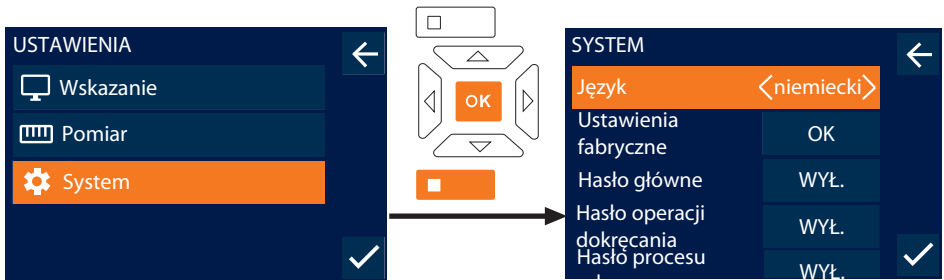 USTAWIENIA
Wskazanie
Pomiar
System
OK
SYSTEM
Język niemiecki
Ustawienia
fabryczne OK
Hasło główne WYŁ.
Hasło operacji
dokręcania WYŁ.
Hasło procesu
WYŁ.